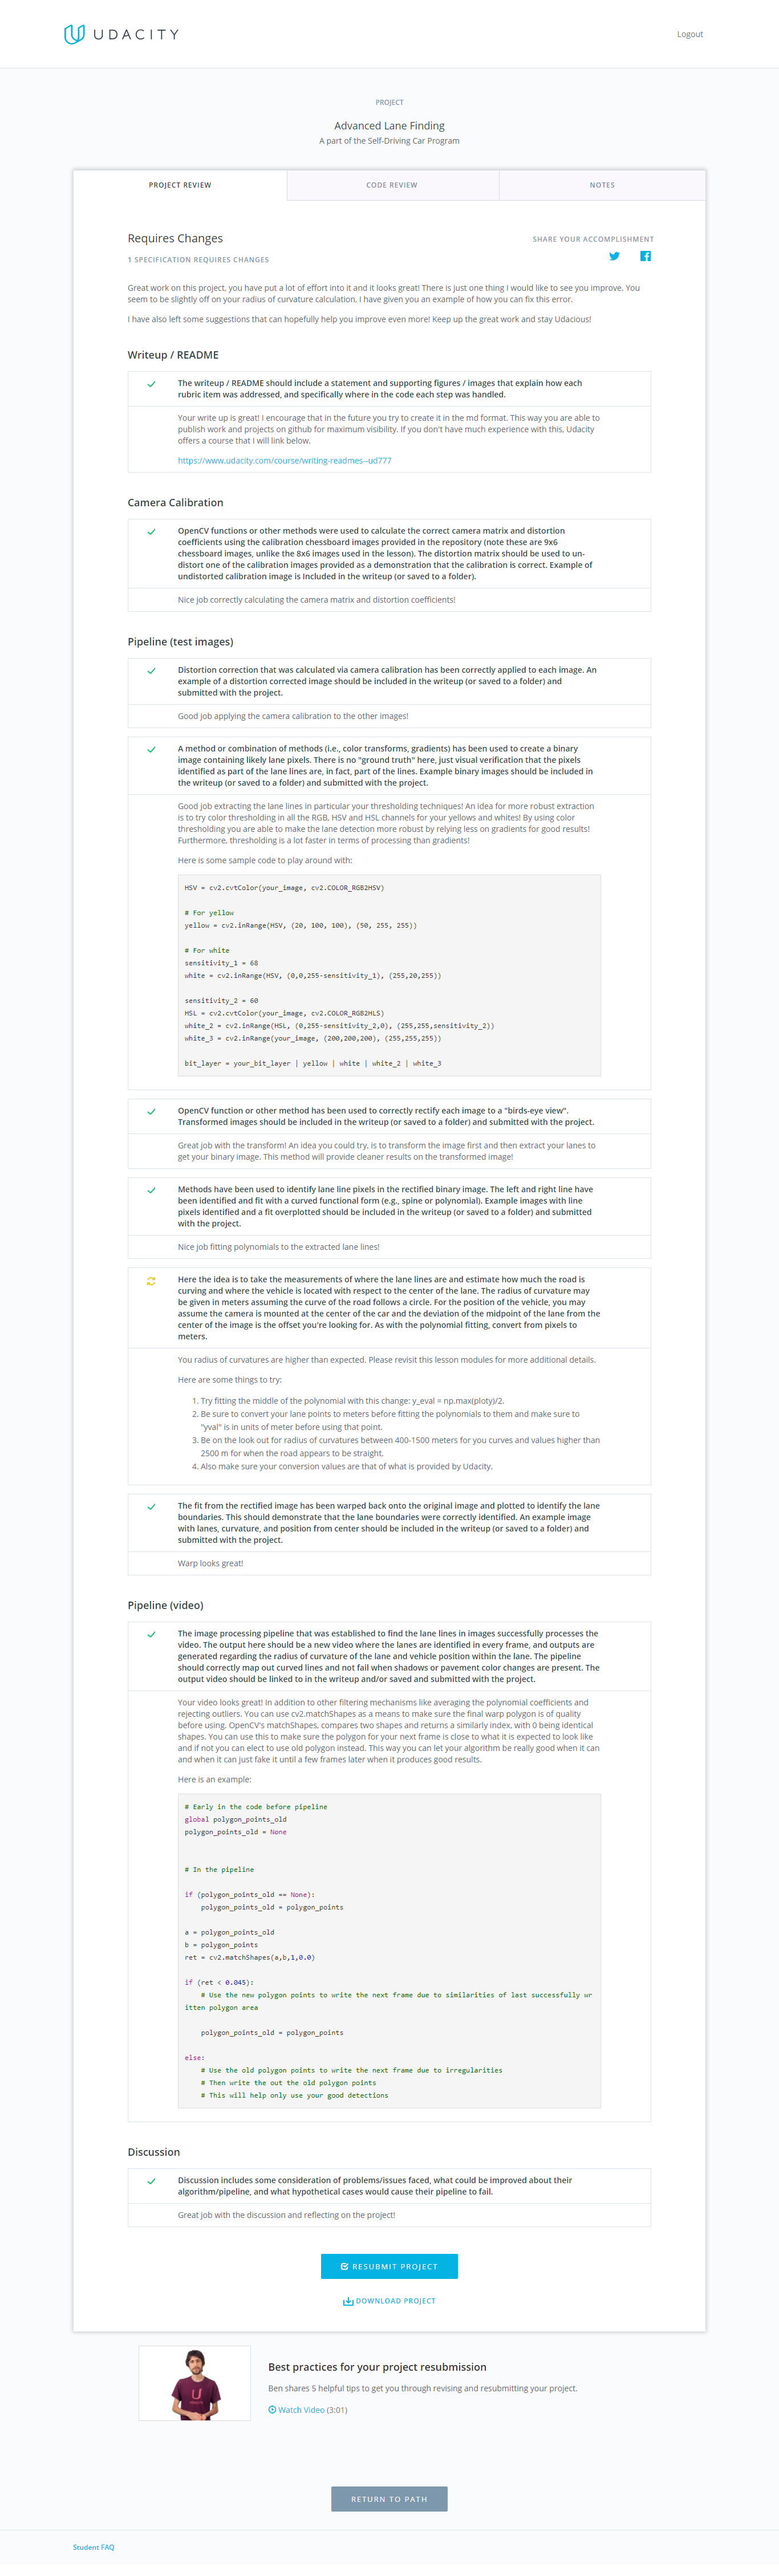 UDACITY
Logout
PROJECT
Advanced Lane Finding
A part of the Self-Driving Car Program
PROJECT REVIEW
CODE REVIEW
NOTES
Requires Changes
SHARE YOUR ACCOMPLISHMENT
1 SPECIFICATION REQUIRES CHANGES
Great work on this project, you have put a lot of effort into it and it looks great! There is just one thing I would like to see you improve. You
seem to be slightly off on your radius of curvature calculation, I have given you an example of how you can fix this error.
I have also left some suggestions that can hopefully help you improve even more! Keep up the great work and stay Udacious!
Writeup / README
The writeup / README should include a statement and supporting figures / images that explain how each
rubric item was addressed, and specifically where in the code each step was handled.
Your write up is great! I encourage that in the future you try to create it in the md format. This way you are able to
publish work and projects on github for maximum visibility. If you don't have much experience with this, Udacity
offers a course that I will link below.
https://www.udacity.com/course/writing-readmes--ud777
Camera Calibration
OpenCV functions or other methods were used to calculate the correct camera matrix and distortion
coefficients using the calibration chessboard images provided in the repository (note these are 9x6
chessboard images, unlike the 8x6 images used in the lesson). The distortion matrix should be used to un-
distort one of the calibration images provided as a demonstration that the calibration is correct. Example of
undistorted calibration image is Included in the writeup (or saved to a folder).
Nice job correctly calculating the camera matrix and distortion coefficients!
Pipeline (test images)
Distortion correction that was calculated via camera calibration has been correctly applied to each image. An
example of a distortion corrected image should be included in the writeup (or saved to a folder) and
submitted with the project.
Good job applying the camera calibration to the other images!
A method or combination of methods (i.e., color transforms, gradients) has been used to create a binary
image containing likely lane pixels. There is no "ground truth" here, just visual verification that the pixels
identified as part of the lane lines are, in fact, part of the lines. Example binary images should be included in
the writeup (or saved to a folder) and submitted with the project.
Good job extracting the lane lines in particular your thresholding techniques! An idea for more robust extraction
is to try color thresholding in all the RGB, HSV and HSL channels for your yellows and whites! By using color
thresholding you are able to make the lane detection more robust by relying less on gradients for good results!
Furthermore, thresholding is a lot faster in terms of processing than gradients!
Here is some sample code to play around with:
HSV = cv2.cvtColor(your_image, cv2.COLOR_RGB2HSV)
# For yellow
yellow = cv2.inRange(HSV, (20, 100, 100), (50, 255, 255))
# For white
sensitivity_1 = 68
white = cv2.inRange(HSV, (0,0,255-sensitivity_1), (255,20,255))
sensitivity_2 = 60
HSL = cv2.cvtColor(your_image, cv2.COLOR_RGB2HLS)
white_2 = cv2.inRange(HSL, (0,255-sensitivity_2,0), (255,255,sensitivity_2))
white_3 = cv2.inRange(your_image, (200,200,200), (255,255,255))
bit_layer = your_bit_layer | yellow | white | white_2 | white_3
OpenCV function or other method has been used to correctly rectify each image to a "birds-eye view".
Transformed images should be included in the writeup (or saved to a folder) and submitted with the project.
Great job with the transform! An idea you could try, is to transform the image first and then extract your lanes to
get your binary image. This method will provide cleaner results on the transformed image!
Methods have been used to identify lane line pixels in the rectified binary image. The left and right line have
been identified and fit with a curved functional form (e.g., spine or polynomial). Example images with line
pixels identified and a fit overplotted should be included in the writeup (or saved to a folder) and submitted
with the project.
Nice job fitting polynomials to the extracted lane lines!
Here the idea is to take the measurements of where the lane lines are and estimate how much the road is
curving and where the vehicle is located with respect to the center of the lane. The radius of curvature may
be given in meters assuming the curve of the road follows a circle. For the position of the vehicle, you may
assume the camera is mounted at the center of the car and the deviation of the midpoint of the lane from the
center of the image is the offset you're looking for. As with the polynomial fitting, convert from pixels to
meters.
You radius of curvatures are higher than expected. Please revisit this lesson modules for more additional details.
Here are some things to try:
1. Try fitting the middle of the polynomial with this change: y_eval = np.max(ploty)/2.
2. Be sure to convert your lane points to meters before fitting the polynomials to them and make sure to
"yval" is in units of meter before using that point.
3. Be on the look out for radius of curvatures between 400-1500 meters for you curves and values higher than
2500 m for when the road appears to be straight.
4. Also make sure your conversion values are that of what is provided by Udacity.
The fit from the rectified image has been warped back onto the original image and plotted to identify the lane
boundaries. This should demonstrate that the lane boundaries were correctly identified. An example image
with lanes, curvature, and position from center should be included in the writeup (or saved to a folder) and
submitted with the project.
Warp looks great!
Pipeline (video)
The image processing pipeline that was established to find the lane lines in images successfully processes the
video. The output here should be a new video where the lanes are identified in every frame, and outputs are
generated regarding the radius of curvature of the lane and vehicle position within the lane. The pipeline
should correctly map out curved lines and not fail when shadows or pavement color changes are present. The
output video should be linked to in the writeup and/or saved and submitted with the project.
Your video looks great! In addition to other filtering mechanisms like averaging the polynomial coefficients and
rejecting outliers. You can use cv2.matchShapes as a means to make sure the final warp polygon is of quality
before using. OpenCV's matchShapes, compares two shapes and returns a similarly index, with 0 being identical
shapes. You can use this to make sure the polygon for your next frame is close to what it is expected to look like
and if not you can elect to use old polygon instead. This way you can let your algorithm be really good when it can
and when it can just fake it until a few frames later when it produces good results.
Here is an example:
# Early in the code before pipeline
global polygon_points_old
polygon_points_old = None
# In the pipeline
if (polygon_points_old == None):
polygon_points_old = polygon_points
a = polygon_points_old
b = polygon_points
ret = cv2.matchShapes(a,b,1,0.0)
if (ret < 0.045):
# Use the new polygon points to write the next frame due to similarities of last successfully wr
itten polygon area
polygon_points_old = polygon_points
else:
# Use the old polygon points to write the next frame due to irregularities
# Then write the out the old polygon points
# This will help only use your good detections
Discussion
Discussion includes some consideration of problems/issues faced, what could be improved about their
algorithm/pipeline, and what hypothetical cases would cause their pipeline to fail.
Great job with the discussion and reflecting on the project!
RESUBMIT PROJECT
DOWNLOAD PROJECT
Best practices for your project resubmission
Ben shares 5 helpful tips to get you through revising and resubmitting your project.
Watch Video (3:01)
RETURN TO PATH
Student FAQ